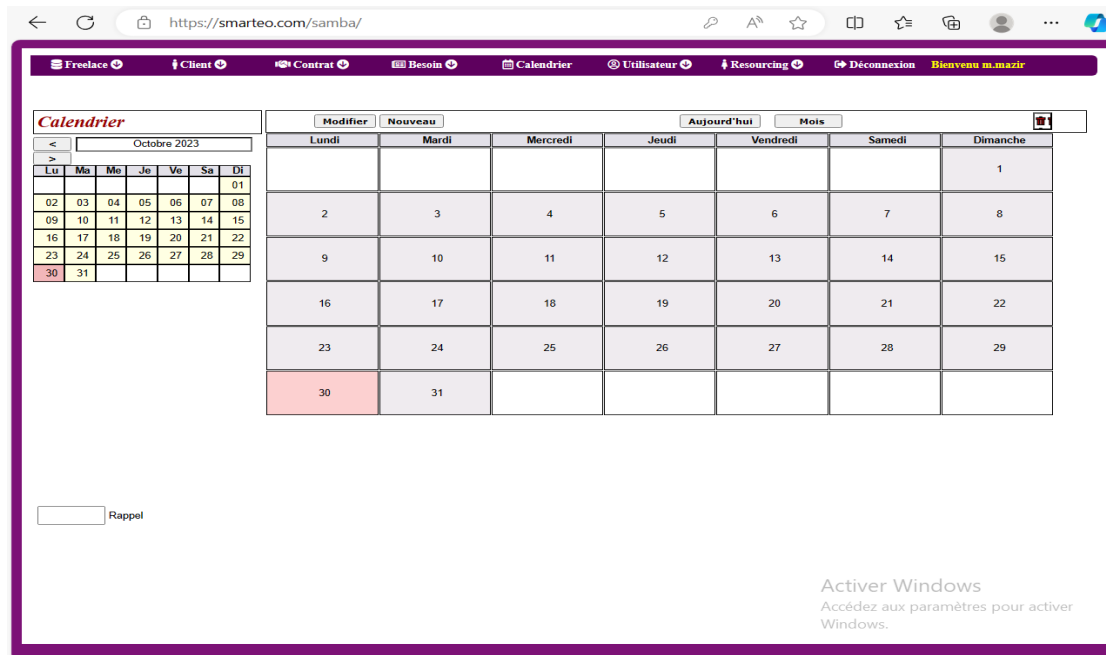 https://smarteo.com/samba/
Freelace Client Contrat Besoin Calendrier Utilisateur Resourcing Déconnexion Bienvenu m.mazir
Calendrier
Modifier Nouveau Aujourd'hui Mois
< Octobre 2023
>
Lu Ma Me Je Ve Sa Di
01
02 03 04 05 06 07 08
09 10 11 12 13 14 15
16 17 18 19 20 21 22
23 24 25 26 27 28 29
30 31
Lundi Mardi Mercredi Jeudi Vendredi Samedi Dimanche
1
2 3 4 5 6 7 8
9 10 11 12 13 14 15
16 17 18 19 20 21 22
23 24 25 26 27 28 29
30 31
Rappel
Activer Windows
Accédez aux paramètres pour activer
Windows.